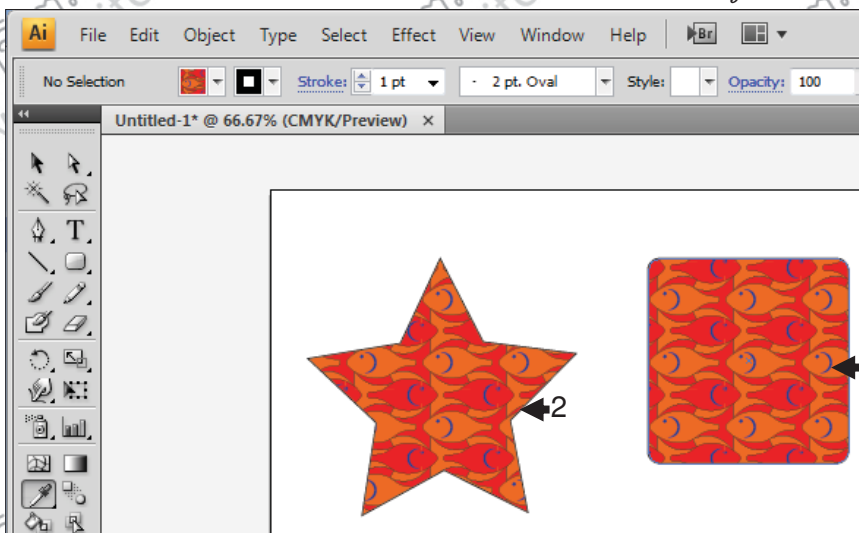 Ai File Edit Object Type Select Effect View Window Help Br
No Selection Stroke: 1 pt 2 pt. Oval Style: Opacity: 100
Untitled-1* @ 66.67% (CMYK/Preview) ×
T
2